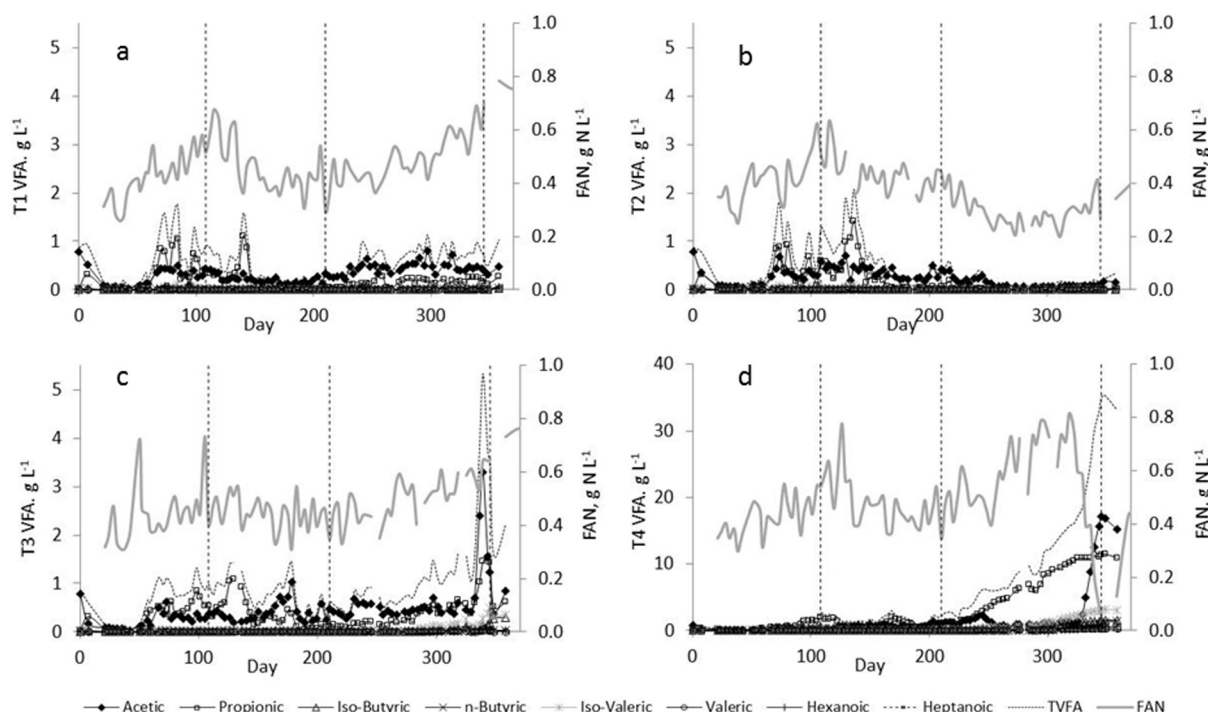 a
T1 VFA. g L-1
5
4
3
2
1
0
0 100 200 300
Day
1.0
0.8
0.6
0.4
0.2
0.0
FAN, g N L-1
b
T2 VFA. g L-1
5
4
3
2
1
0
0 100 200 300
Day
1.0
0.8
0.6
0.4
0.2
0.0
FAN, g N L-1
c
T3 VFA. g L-1
5
4
3
2
1
0
0 100 200 300
Day
1.0
0.8
0.6
0.4
0.2
0.0
FAN, g N L-1
d
T4 VFA. g L-1
40
30
20
10
0
0 100 200 300
Day
1.0
0.8
0.6
0.4
0.2
0.0
FAN, g N L-1
Acetic Propionic Iso-Butyric n-Butyric Iso-Valeric Valeric Hexanoic Heptanoic TVFA FAN